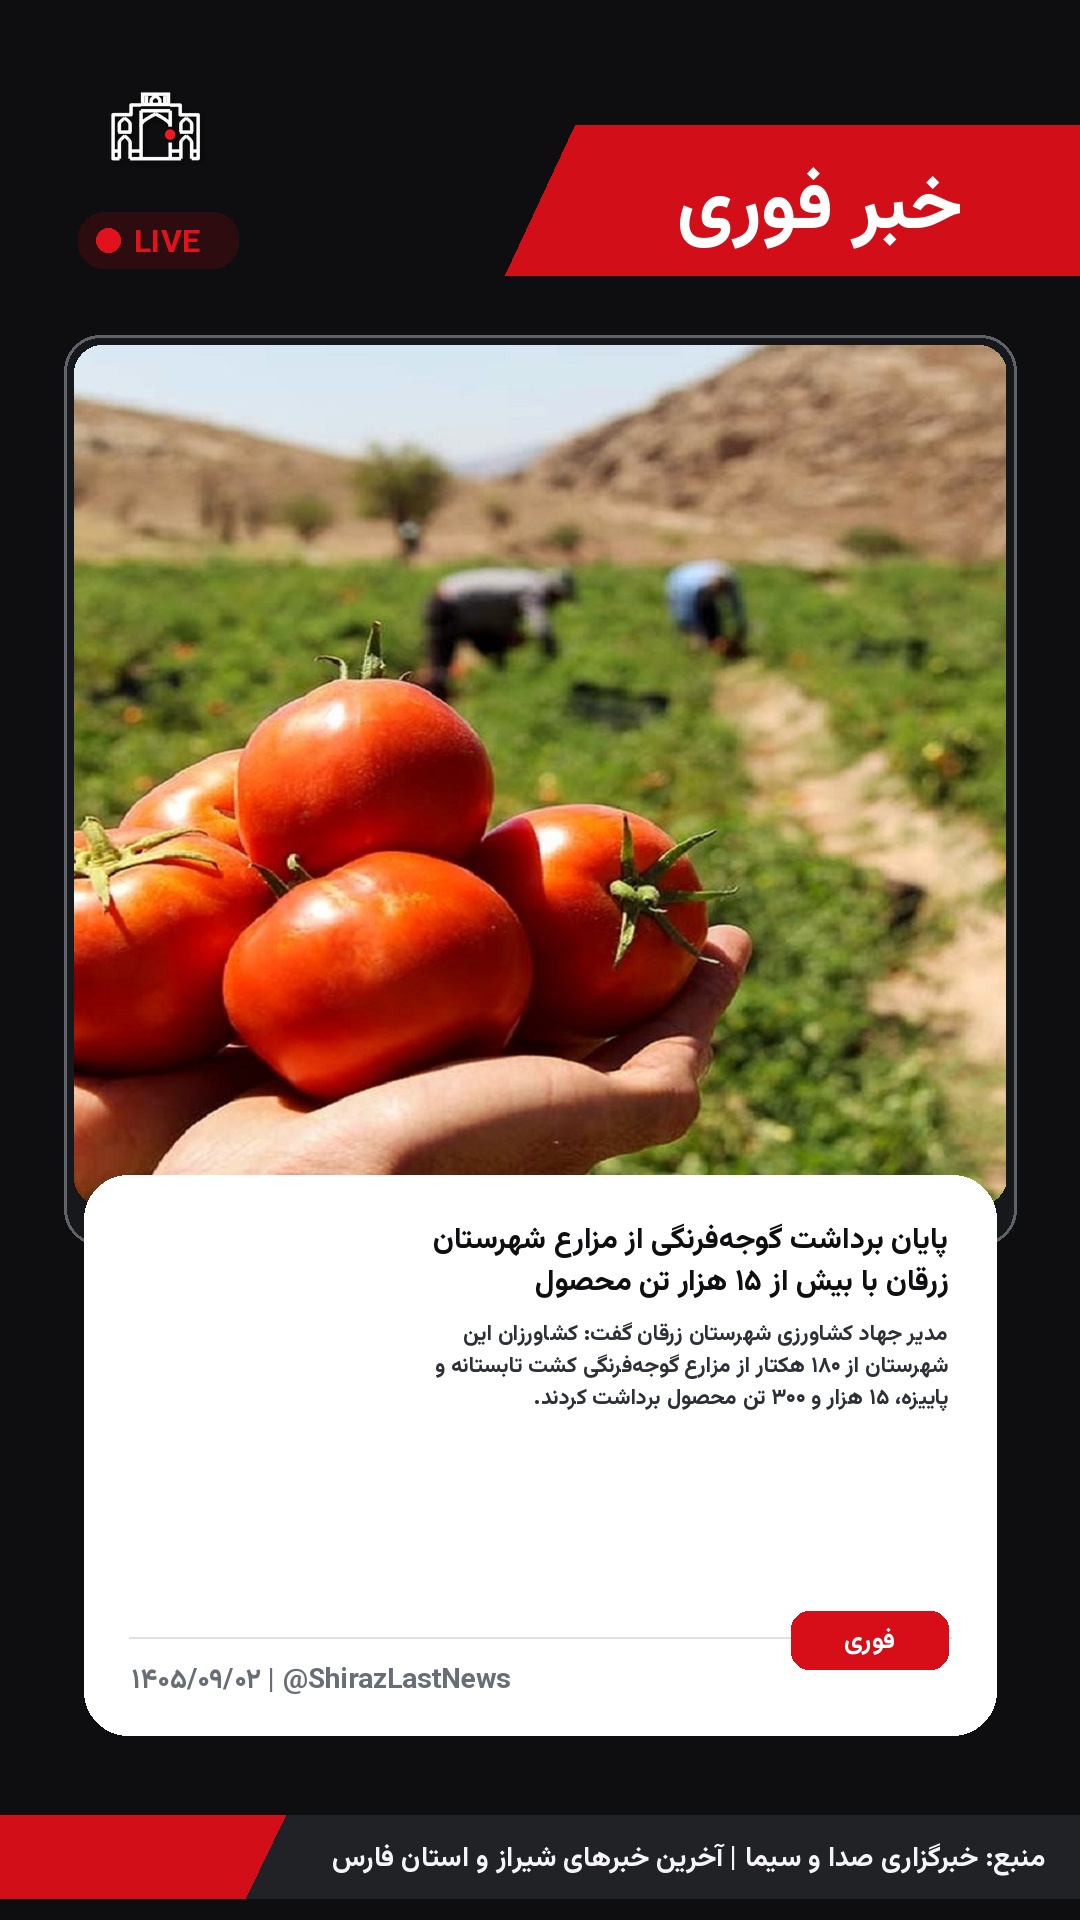 خبر فوری
LIVE
پایان برداشت گوجه‌فرنگی از مزارع شهرستان
زرقان با بیش از ۱۵ هزار تن محصول
مدیر جهاد کشاورزی شهرستان زرقان گفت: کشاورزان این
شهرستان از ۱۸۰ هکتار از مزارع گوجه‌فرنگی کشت تابستانه و
پاییزه، ۱۵ هزار و ۳۰۰ تن محصول برداشت کردند.
فوری
۱۴۰۵/۰۹/۰۲ | @ShirazLastNews
منبع: خبرگزاری صدا و سیما | آخرین خبرهای شیراز و استان فارس